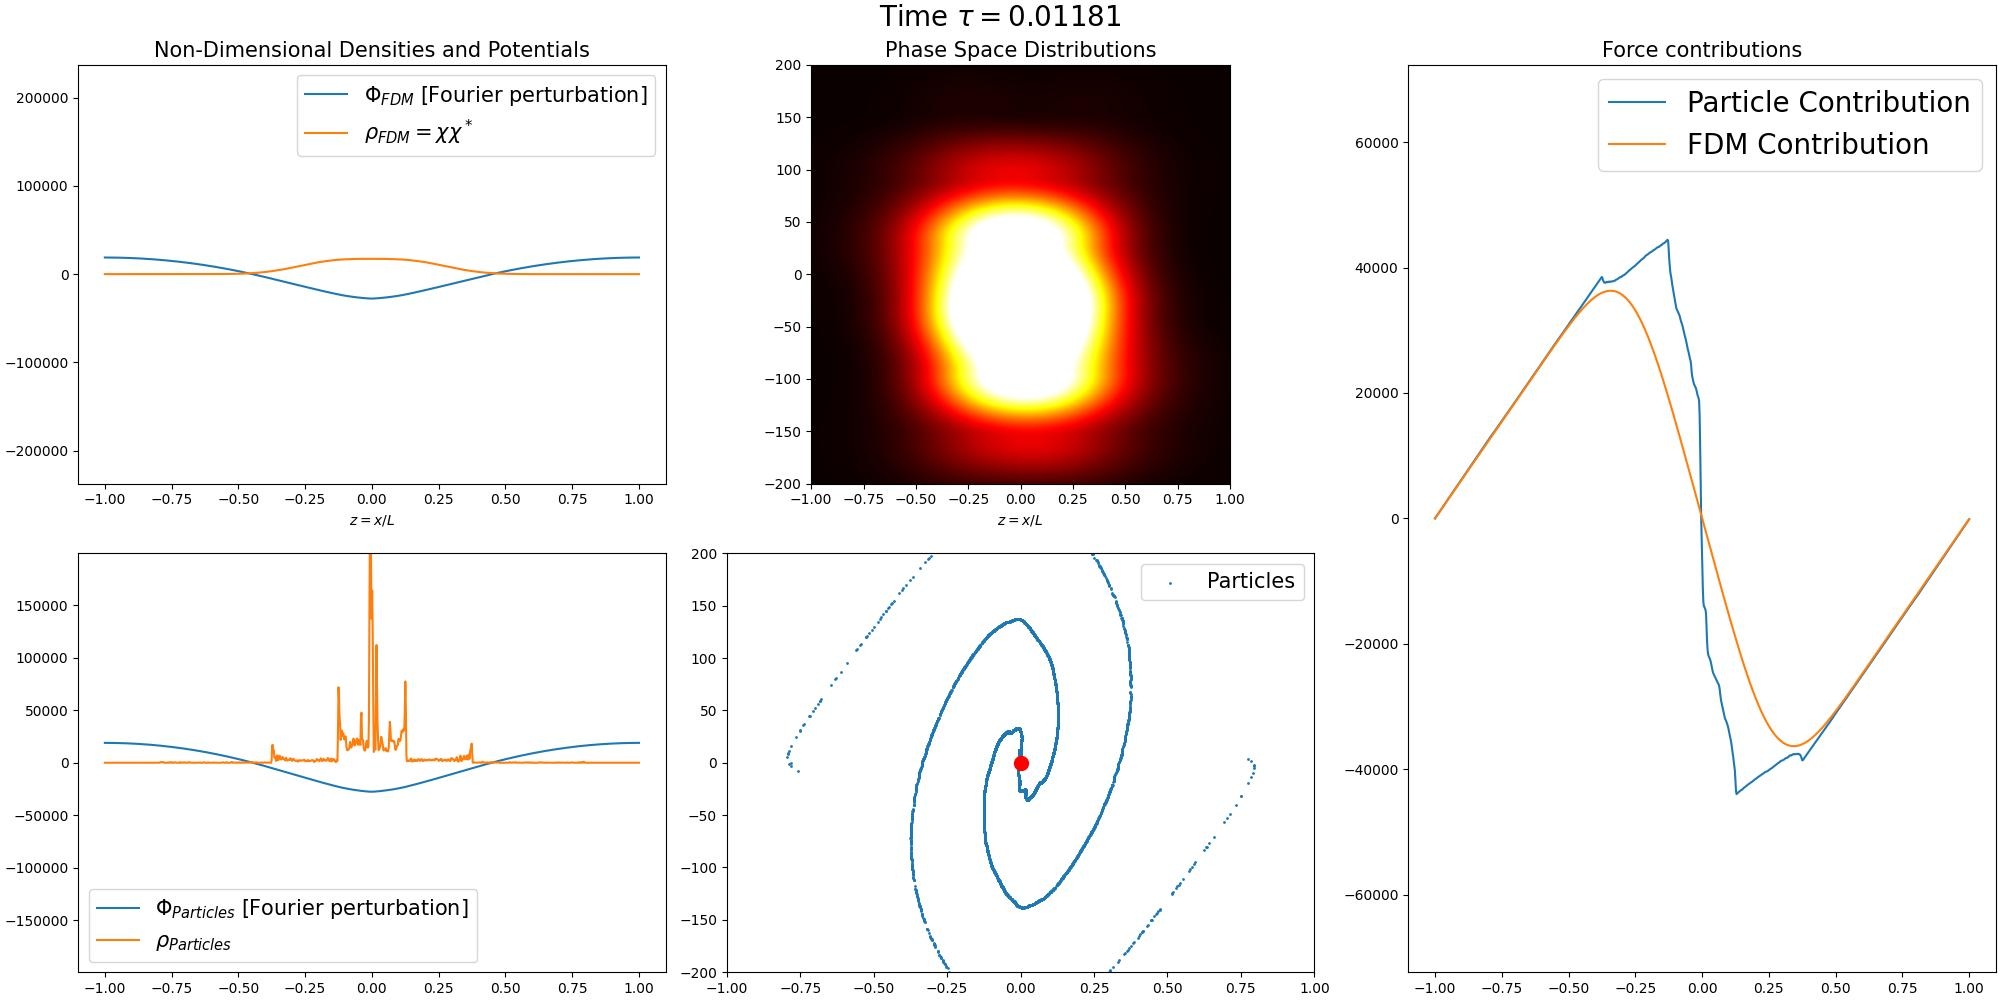 Time τ = 0.01181
Non-Dimensional Densities and Potentials
Φ_FDM [Fourier perturbation]
ρ_FDM = χχ*
200000
100000
0
−100000
−200000
−1.00 −0.75 −0.50 −0.25 0.00 0.25 0.50 0.75 1.00
z = x/L
Phase Space Distributions
200
150
100
50
0
−50
−100
−150
−200
−1.00 −0.75 −0.50 −0.25 0.00 0.25 0.50 0.75 1.00
z = x/L
Force contributions
Particle Contribution
FDM Contribution
60000
40000
20000
0
−20000
−40000
−60000
−1.00 −0.75 −0.50 −0.25 0.00 0.25 0.50 0.75 1.00
150000
100000
50000
0
−50000
−100000
−150000
Φ_Particles [Fourier perturbation]
ρ_Particles
−1.00 −0.75 −0.50 −0.25 0.00 0.25 0.50 0.75 1.00
Particles
200
150
100
50
0
−50
−100
−150
−200
−1.00 −0.75 −0.50 −0.25 0.00 0.25 0.50 0.75 1.00